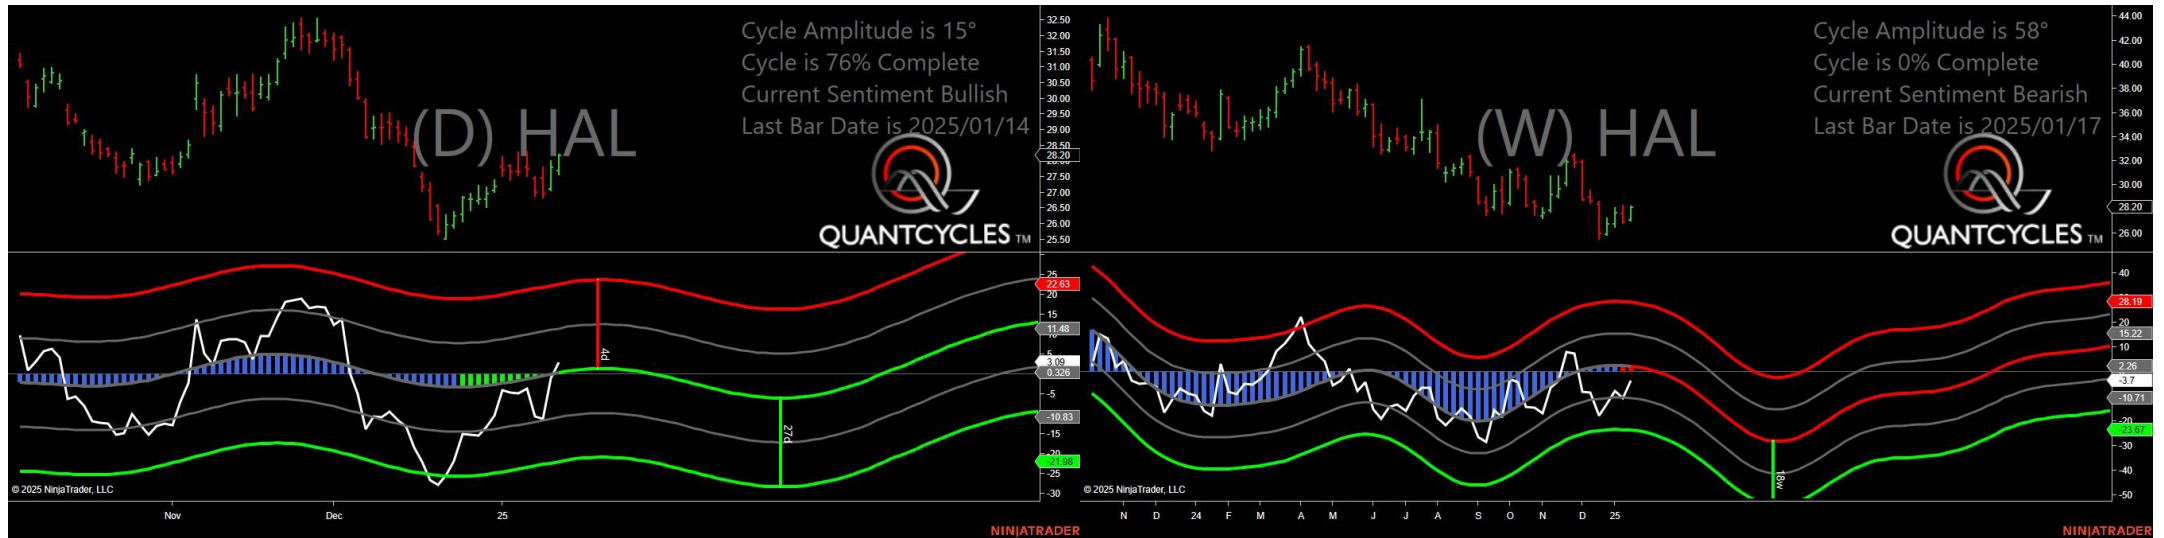 Cycle Amplitude is 15°
Cycle is 76% Complete
Current Sentiment Bullish
Last Bar Date is 2025/01/14
(D) HAL
QUANTCYCLES TM
32.50
32.00
31.50
31.00
30.50
30.00
29.50
29.00
28.50
28.20
28.00
27.50
27.00
26.50
26.00
25.50
25
22.63
20
15
11.48
5
3.09
0.326
-5
-10.83
-15
-20
-21.98
-25
-30
4d
27d
© 2025 NinjaTrader, LLC
Nov Dec 25
NINJATRADER
Cycle Amplitude is 58°
Cycle is 0% Complete
Current Sentiment Bearish
Last Bar Date is 2025/01/17
(W) HAL
QUANTCYCLES TM
44.00
42.00
40.00
38.00
36.00
34.00
32.00
30.00
28.20
26.00
40
28.19
20
15.22
10
2.26
-3.7
-10.71
-20
-23.67
-30
-40
-50
18w
© 2025 NinjaTrader, LLC
N D 24 F M A M J J A S O N D 25
NINJATRADER